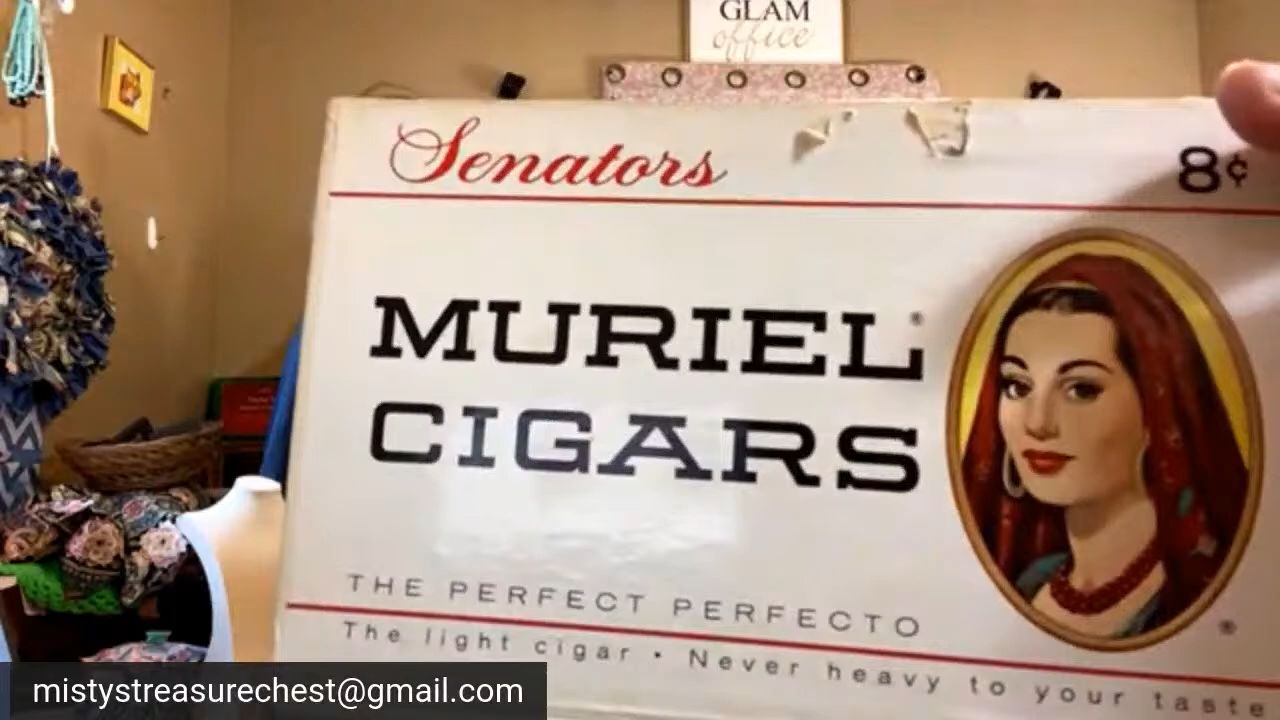 GLAM
office
Senators
8¢
MURIEL®
CIGARS
THE PERFECT PERFECTO
The light cigar • Never heavy to your taste
®
mistystreasurechest@gmail.com